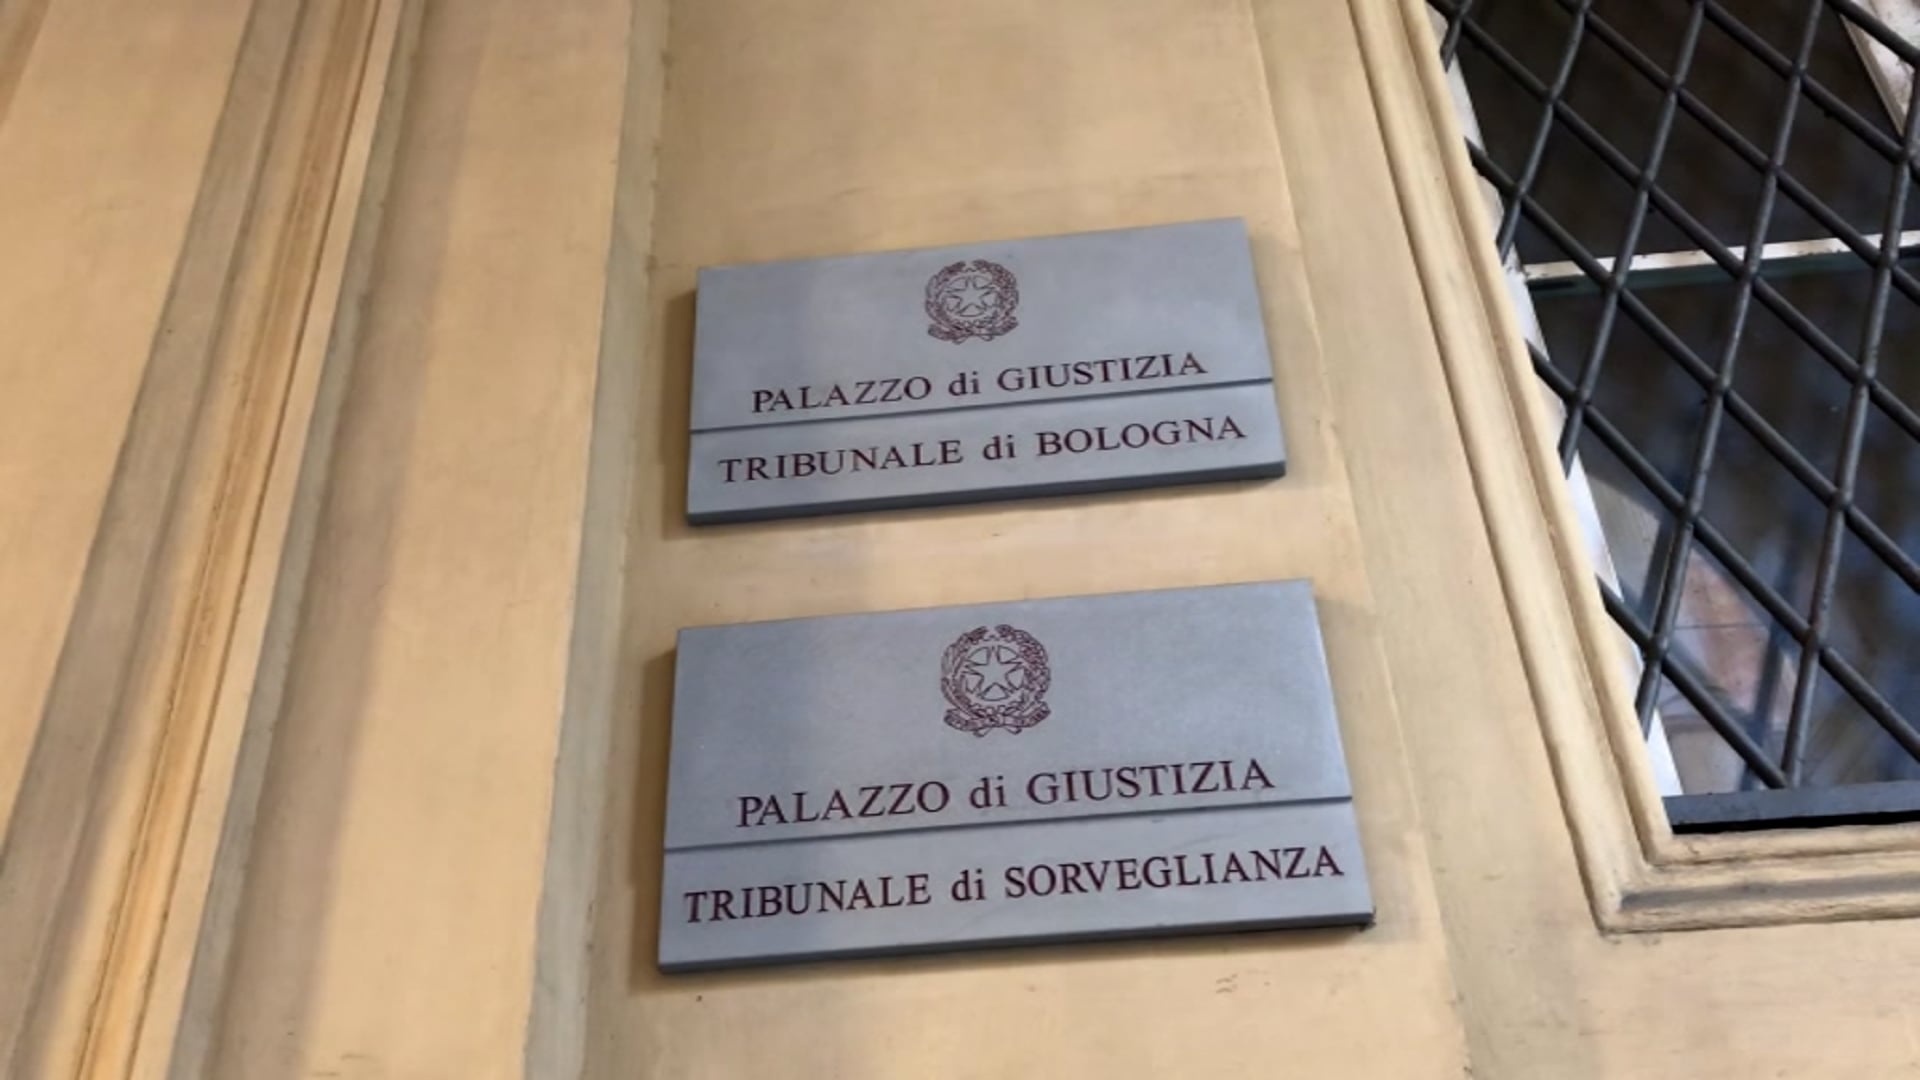 PALAZZO di GIUSTIZIA
TRIBUNALE di BOLOGNA
PALAZZO di GIUSTIZIA
TRIBUNALE di SORVEGLIANZA